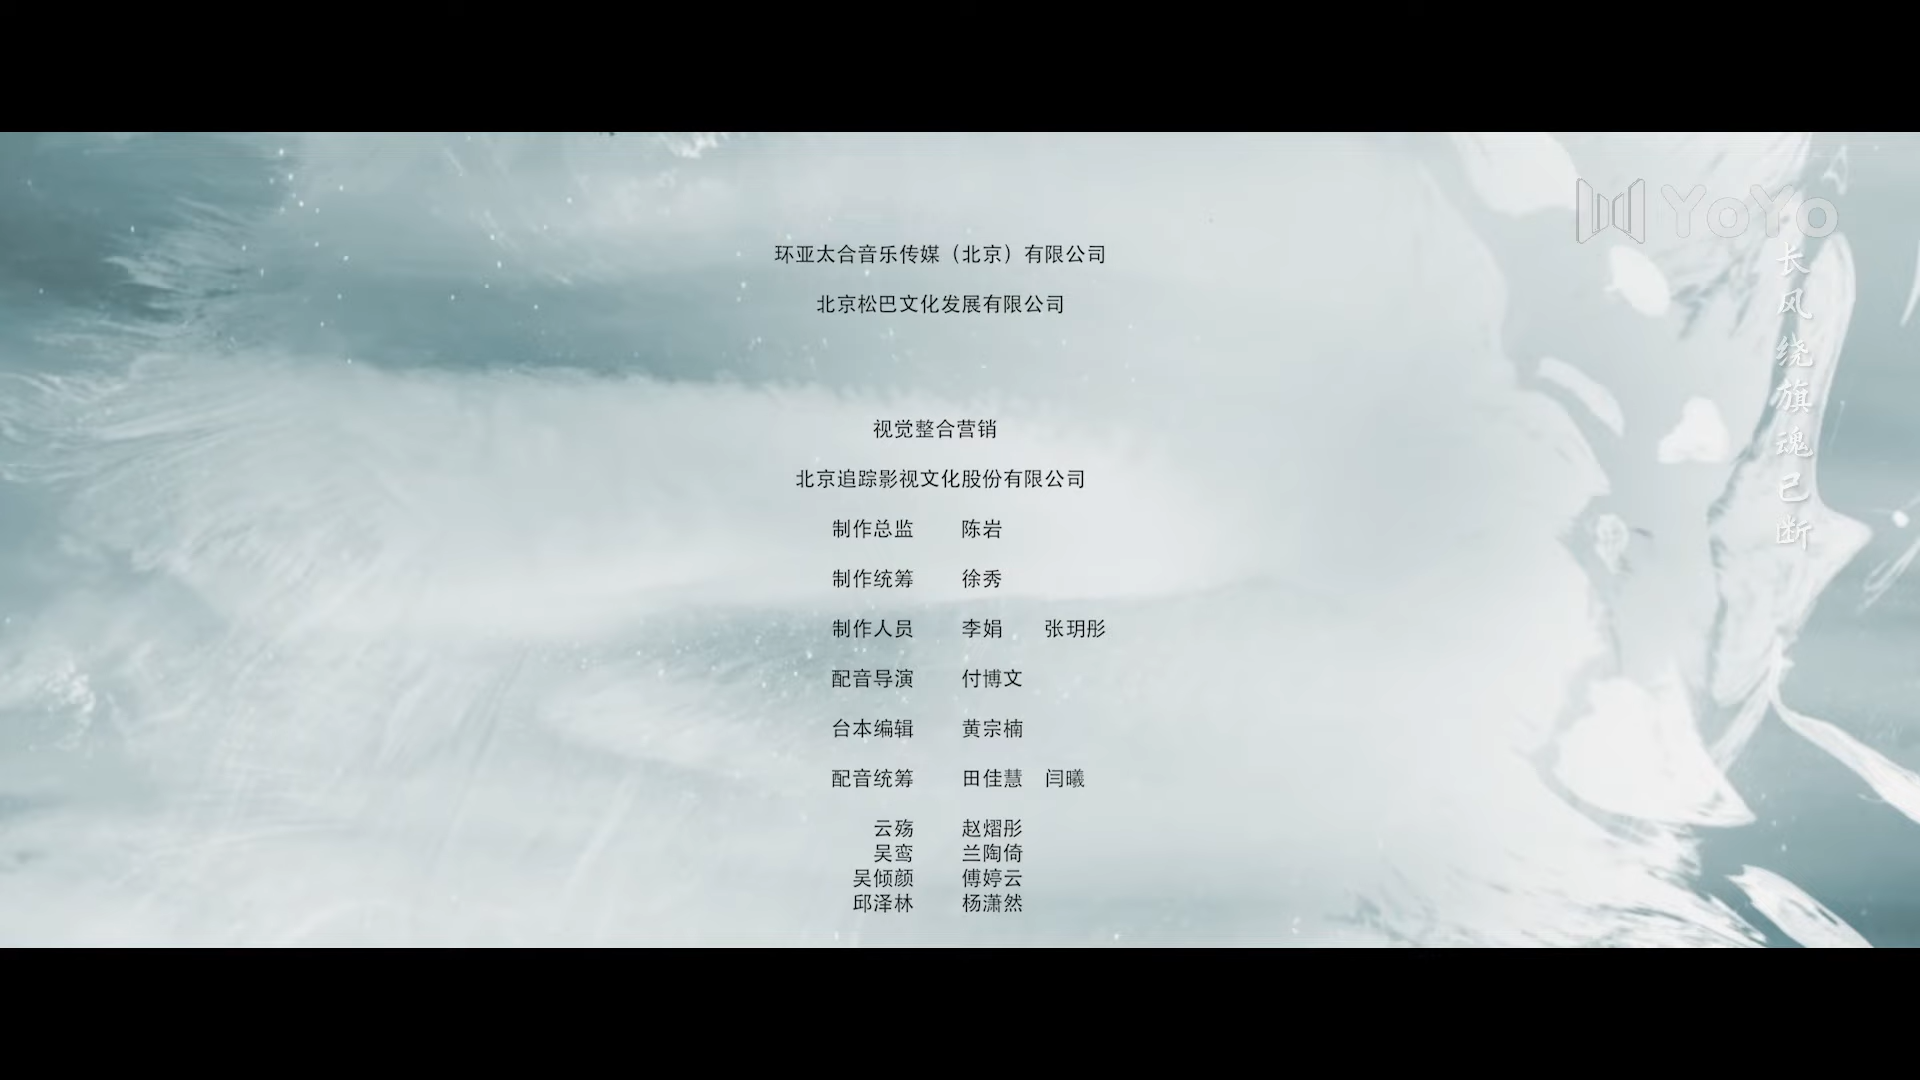 YoYo
长风绕旗魂已断
环亚太合音乐传媒（北京）有限公司
北京松巴文化发展有限公司
视觉整合营销
北京追踪影视文化股份有限公司
制作总监 陈岩
制作统筹 徐秀
制作人员 李娟 张玥彤
配音导演 付博文
台本编辑 黄宗楠
配音统筹 田佳慧 闫曦
云殇 赵熠彤
吴鸾 兰陶倚
吴倾颜 傅婷云
邱泽林 杨潇然